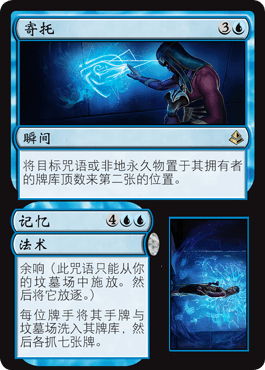 寄托 3
瞬间
将目标咒语或非地永久物置于其拥有者
的牌库顶数来第二张的位置。
记忆 4
法术
余响（此咒语只能从你
的坟墓场中施放。然
后将它放逐。）
每位牌手将其手牌与
坟墓场洗入其牌库，然
后各抓七张牌。